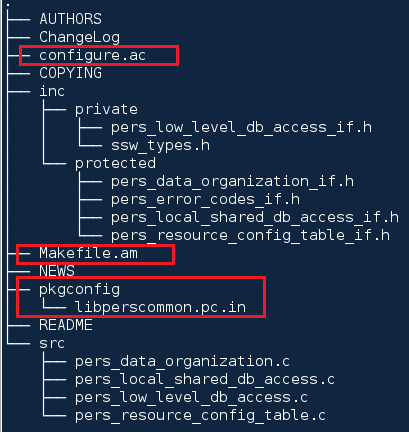 .
├── AUTHORS
├── ChangeLog
├── configure.ac
├── COPYING
├── inc
│   ├── private
│   │   ├── pers_low_level_db_access_if.h
│   │   └── ssw_types.h
│   └── protected
│       ├── pers_data_organization_if.h
│       ├── pers_error_codes_if.h
│       ├── pers_local_shared_db_access_if.h
│       └── pers_resource_config_table_if.h
├── Makefile.am
├── NEWS
├── pkgconfig
│   └── libperscommon.pc.in
├── README
└── src
    ├── pers_data_organization.c
    ├── pers_local_shared_db_access.c
    ├── pers_low_level_db_access.c
    └── pers_resource_config_table.c